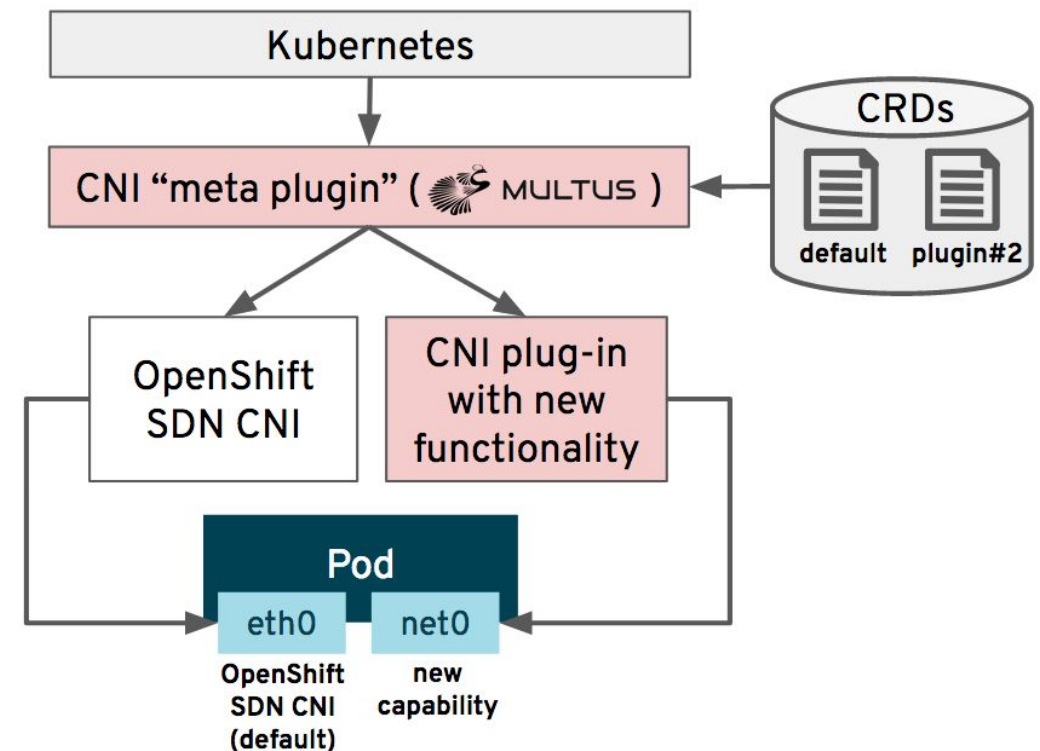 Kubernetes
CRDs
CNI “meta plugin” ( MULTUS )
default plugin#2
OpenShift
SDN CNI
CNI plug-in
with new
functionality
Pod
eth0 net0
OpenShift
SDN CNI
(default)
new
capability